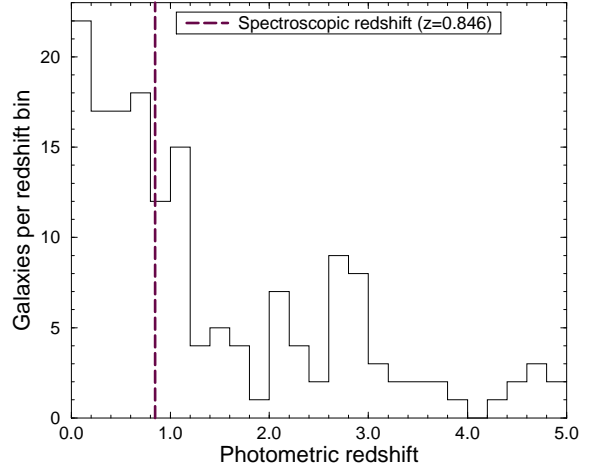 Spectroscopic redshift (z=0.846)
20
15
10
5
0
Galaxies per redshift bin
0.0 1.0 2.0 3.0 4.0 5.0
Photometric redshift